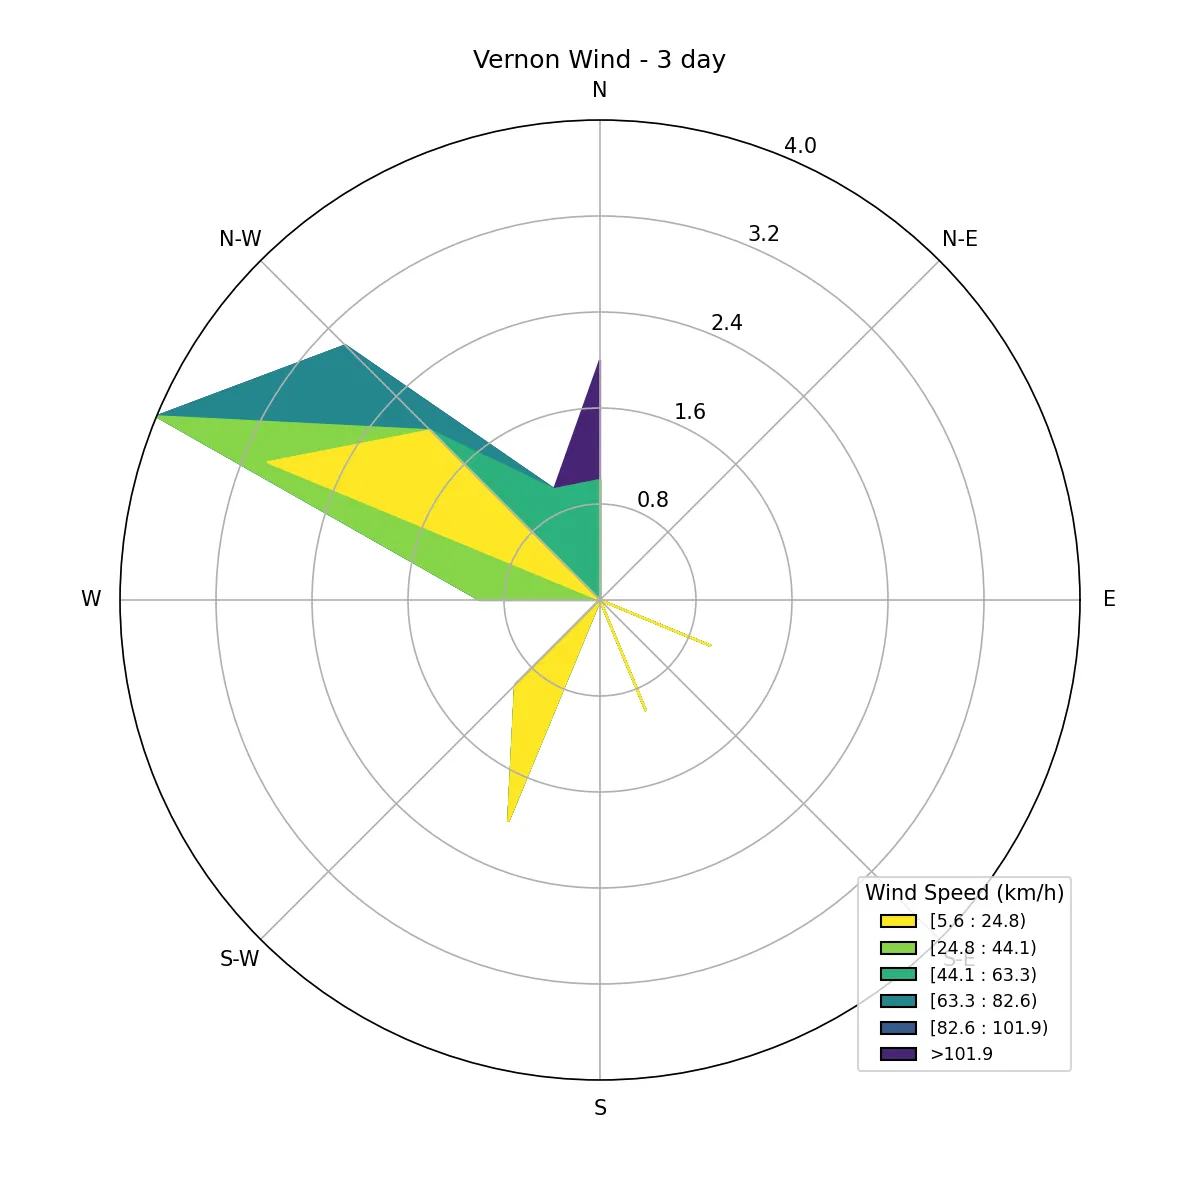 Vernon Wind - 3 day
N
4.0
N-W
3.2
N-E
2.4
1.6
0.8
W
E
S-W
S-E
S
Wind Speed (km/h)
[5.6 : 24.8)
[24.8 : 44.1)
[44.1 : 63.3)
[63.3 : 82.6)
[82.6 : 101.9)
>101.9